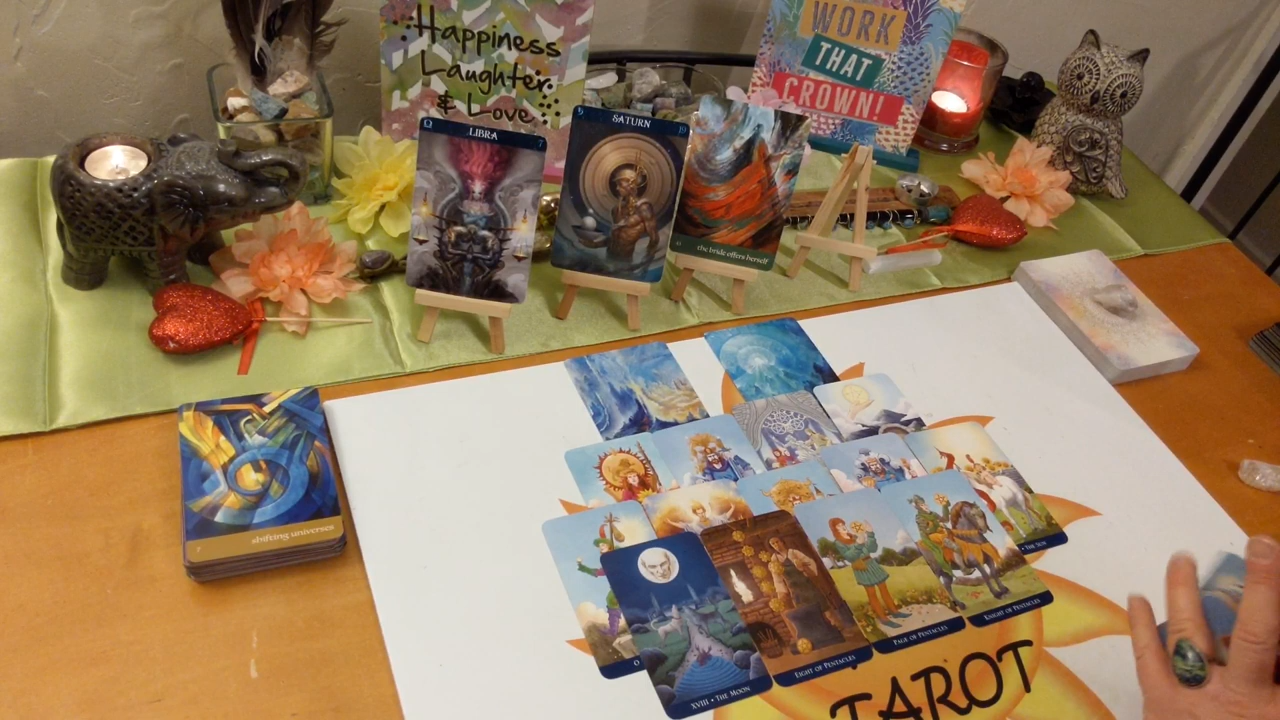 Happiness
Laughter
& Love
WORK
THAT
CROWN!
LIBRA
SATURN
the bride offers herself
shifting universes
7
THE SUN
KNIGHT OF PENTACLES
PAGE OF PENTACLES
EIGHT OF PENTACLES
XVIII • THE MOON
TAROT